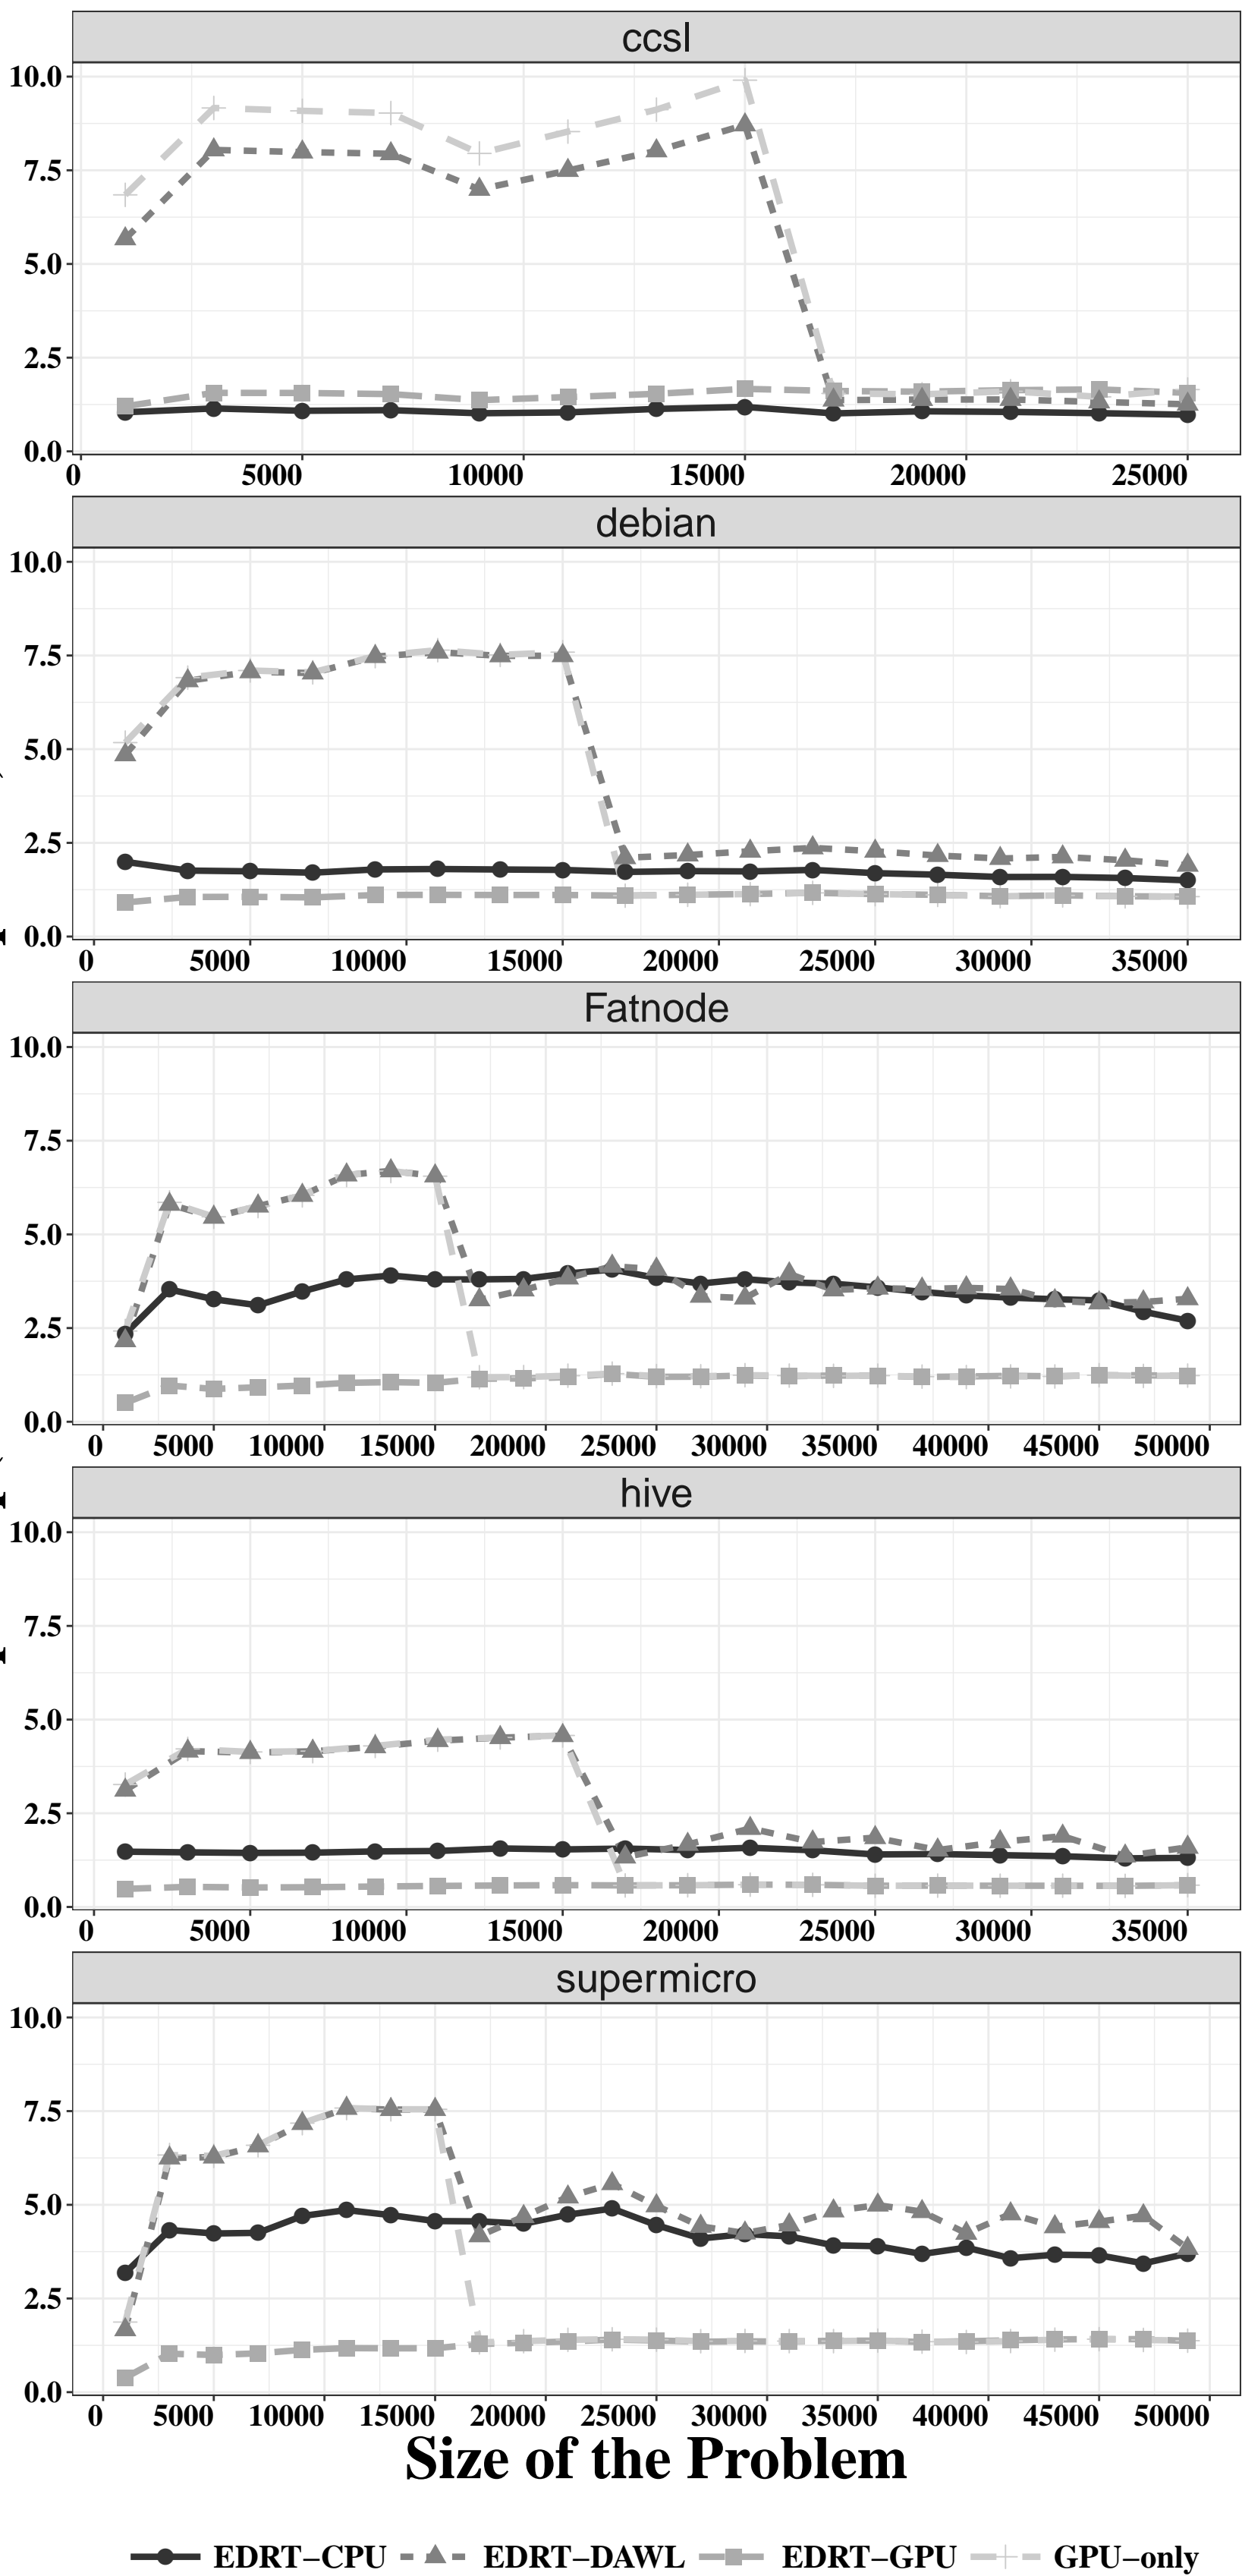 ccsl
10.0
7.5
5.0
2.5
0.0
0 5000 10000 15000 20000 25000
debian
10.0
7.5
5.0
2.5
0.0
0 5000 10000 15000 20000 25000 30000 35000
Fatnode
10.0
7.5
5.0
2.5
0.0
0 5000 10000 15000 20000 25000 30000 35000 40000 45000 50000
hive
10.0
7.5
5.0
2.5
0.0
0 5000 10000 15000 20000 25000 30000 35000
supermicro
10.0
7.5
5.0
2.5
0.0
0 5000 10000 15000 20000 25000 30000 35000 40000 45000 50000
Size of the Problem
EDRT−CPU EDRT−DAWL EDRT−GPU GPU−only